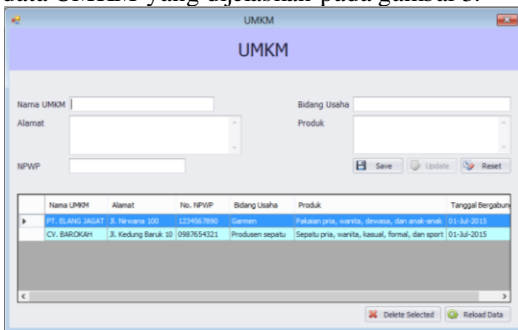 data UMKM yang dijelaskan pada gambar 3.
UMKM
UMKM
Nama UMKM
Bidang Usaha
Alamat
Produk
NPWP
Save Update Reset
Nama UMKM Alamat No. NPWP Bidang Usaha Produk Tanggal Bergabun
PT. ELANG JAGAT Jl. Nirwana 100 1234567890 Garmen Pakaian pria, wanita, dewasa, dan anak-anak 01-Jul-2015
CV. BAROKAH Jl. Kedung Baruk 10 0987654321 Produsen sepatu Sepatu pria, wanita, kasual, formal, dan sport 01-Jul-2015
Delete Selected Reload Data